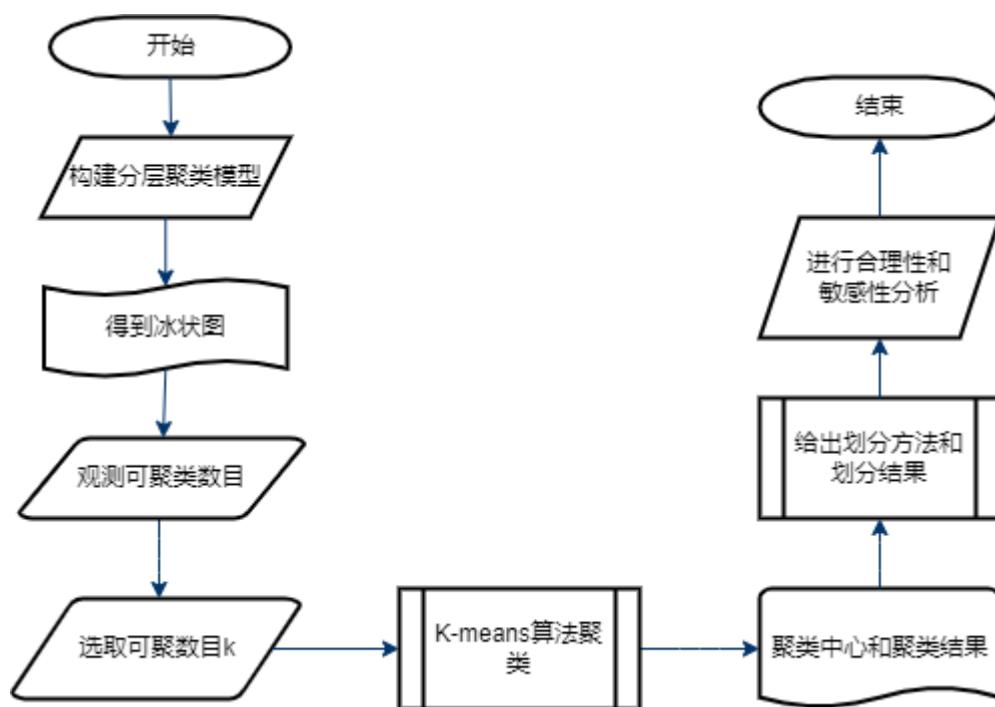 开始
构建分层聚类模型
得到冰状图
观测可聚类数目
选取可聚数目k
K-means算法聚
类
聚类中心和聚类结果
给出划分方法和
划分结果
进行合理性和
敏感性分析
结束